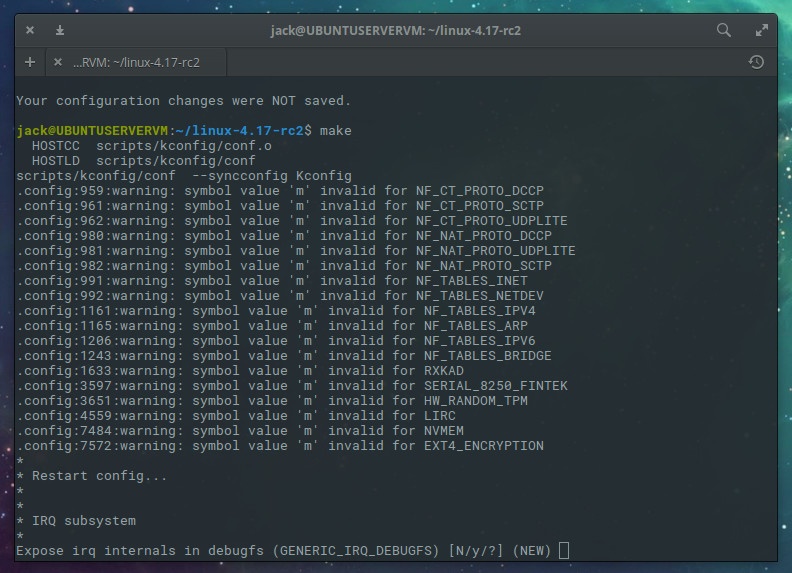 jack@UBUNTUSERVERVM: ~/linux-4.17-rc2
...RVM: ~/linux-4.17-rc2
Your configuration changes were NOT saved.
jack@UBUNTUSERVERVM:~/linux-4.17-rc2$ make
  HOSTCC  scripts/kconfig/conf.o
  HOSTLD  scripts/kconfig/conf
scripts/kconfig/conf  --syncconfig Kconfig
.config:959:warning: symbol value 'm' invalid for NF_CT_PROTO_DCCP
.config:961:warning: symbol value 'm' invalid for NF_CT_PROTO_SCTP
.config:962:warning: symbol value 'm' invalid for NF_CT_PROTO_UDPLITE
.config:980:warning: symbol value 'm' invalid for NF_NAT_PROTO_DCCP
.config:981:warning: symbol value 'm' invalid for NF_NAT_PROTO_UDPLITE
.config:982:warning: symbol value 'm' invalid for NF_NAT_PROTO_SCTP
.config:991:warning: symbol value 'm' invalid for NF_TABLES_INET
.config:992:warning: symbol value 'm' invalid for NF_TABLES_NETDEV
.config:1161:warning: symbol value 'm' invalid for NF_TABLES_IPV4
.config:1165:warning: symbol value 'm' invalid for NF_TABLES_ARP
.config:1206:warning: symbol value 'm' invalid for NF_TABLES_IPV6
.config:1243:warning: symbol value 'm' invalid for NF_TABLES_BRIDGE
.config:1633:warning: symbol value 'm' invalid for RXKAD
.config:3597:warning: symbol value 'm' invalid for SERIAL_8250_FINTEK
.config:3651:warning: symbol value 'm' invalid for HW_RANDOM_TPM
.config:4559:warning: symbol value 'm' invalid for LIRC
.config:7484:warning: symbol value 'm' invalid for NVMEM
.config:7572:warning: symbol value 'm' invalid for EXT4_ENCRYPTION
*
* Restart config...
*
*
* IRQ subsystem
*
Expose irq internals in debugfs (GENERIC_IRQ_DEBUGFS) [N/y/?] (NEW)